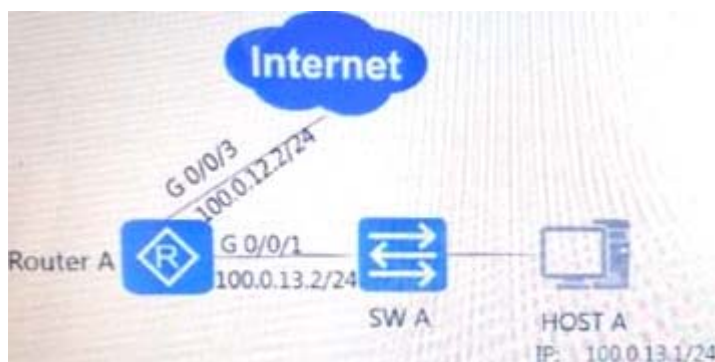 Internet
G 0/0/3
100.0.12.2/24
Router A
R
G 0/0/1
100.0.13.2/24
SW A
HOST A
IP: 100.0.13.1/24